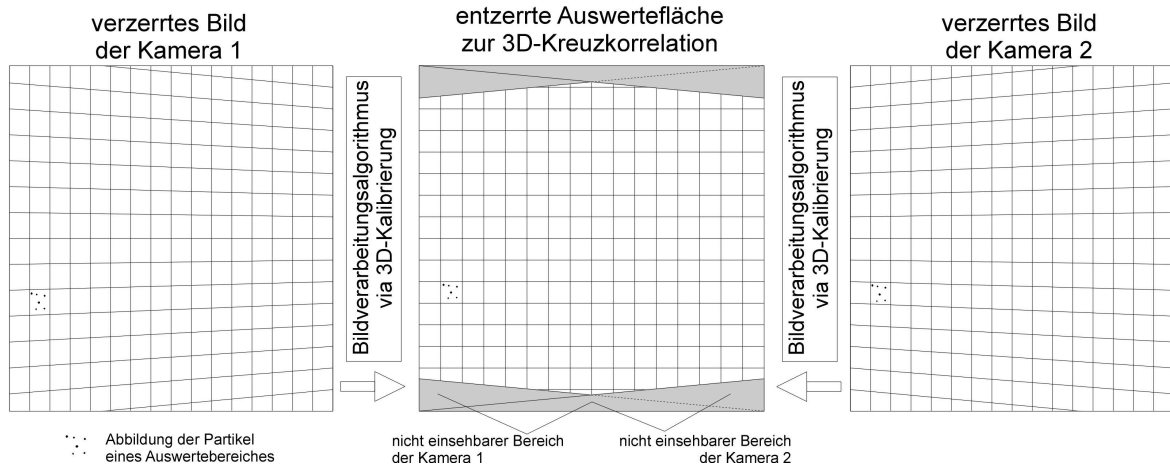 verzerrtes Bild
der Kamera 1
Bildverarbeitungsalgorithmus
via 3D-Kalibrierung
entzerrte Auswertefläche
zur 3D-Kreuzkorrelation
Bildverarbeitungsalgorithmus
via 3D-Kalibrierung
verzerrtes Bild
der Kamera 2
Abbildung der Partikel
eines Auswertebereiches
nicht einsehbarer Bereich
der Kamera 1
nicht einsehbarer Bereich
der Kamera 2